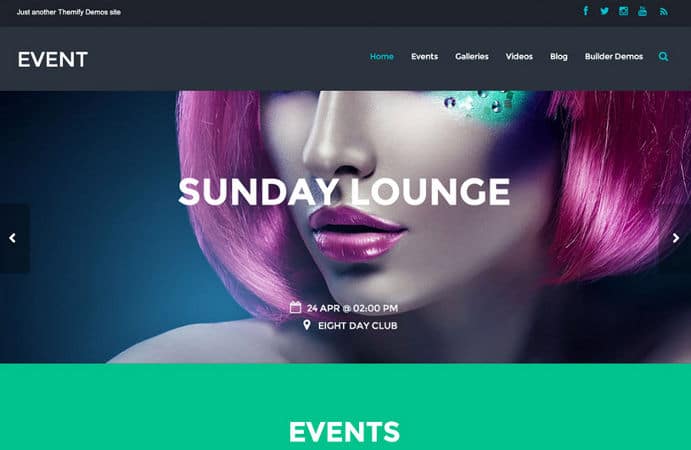 Just another Themify Demos site
EVENT
Home Events Galleries Videos Blog Builder Demos
SUNDAY LOUNGE
24 APR @ 02:00 PM
EIGHT DAY CLUB
EVENTS